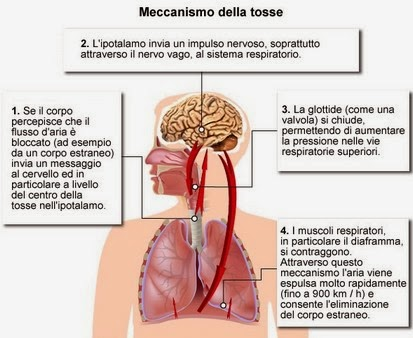 Meccanismo della tosse
2. L'ipotalamo invia un impulso nervoso, soprattutto
attraverso il nervo vago, al sistema respiratorio.
1. Se il corpo
percepisce che il
flusso d'aria è
bloccato (ad esempio
da un corpo estraneo)
invia un messaggio
al cervello ed in
particolare a livello
del centro della
tosse nell'ipotalamo.
3. La glottide (come una
valvola) si chiude,
permettendo di aumentare
la pressione nelle vie
respiratorie superiori.
4. I muscoli respiratori,
in particolare il diaframma,
si contraggono.
Attraverso questo
meccanismo l'aria viene
espulsa molto rapidamente
(fino a 900 km / h) e
consente l'eliminazione
del corpo estraneo.